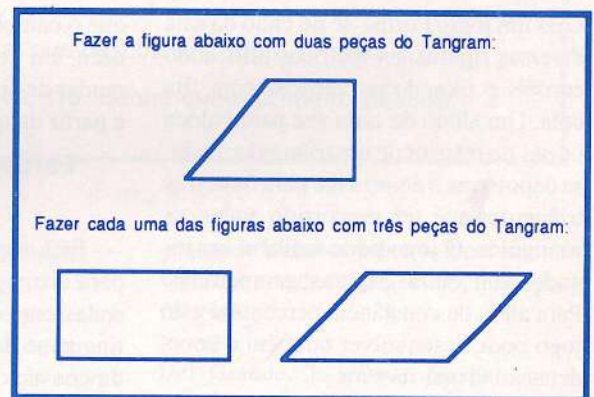 Fazer a figura abaixo com duas peças do Tangram:
Fazer cada uma das figuras abaixo com três peças do Tangram: